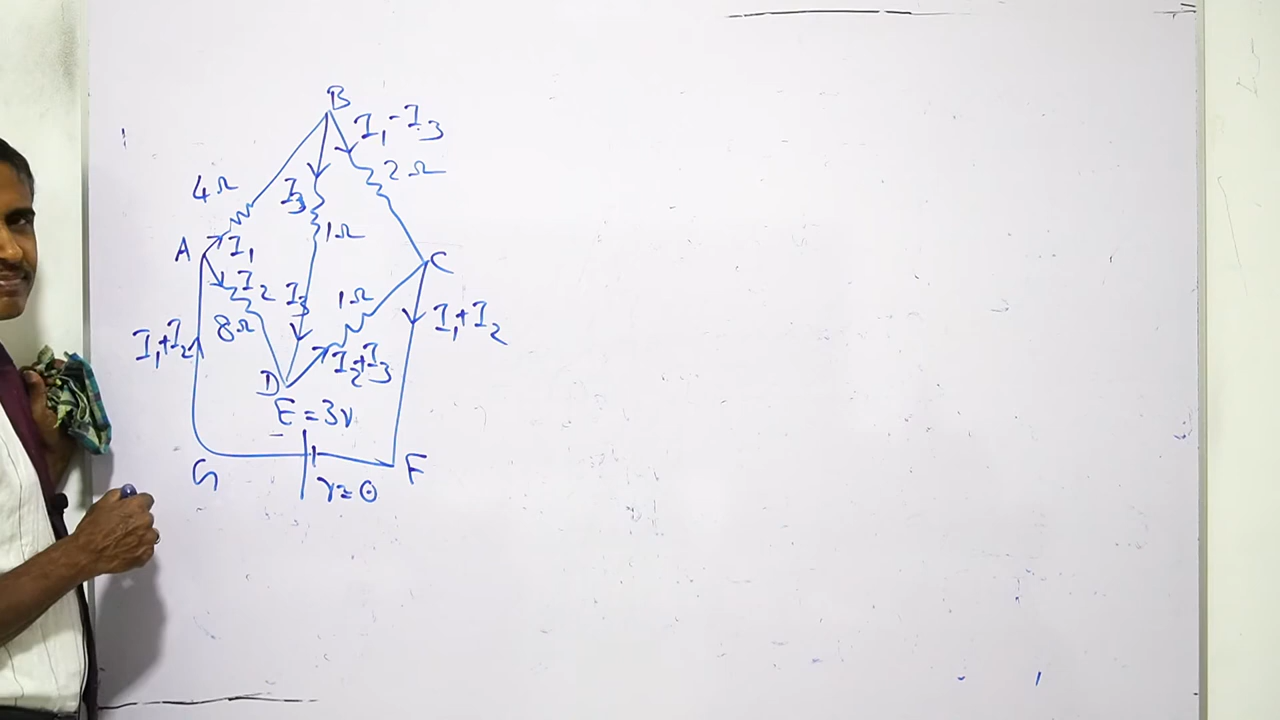 B
I₁-I₃
2Ω
4Ω
I₃
1Ω
A
I₁
C
I₂
I₃
1Ω
8Ω
I₁+I₂
I₁+I₂
I₂+I₃
D
E=3V
G
F
r=0